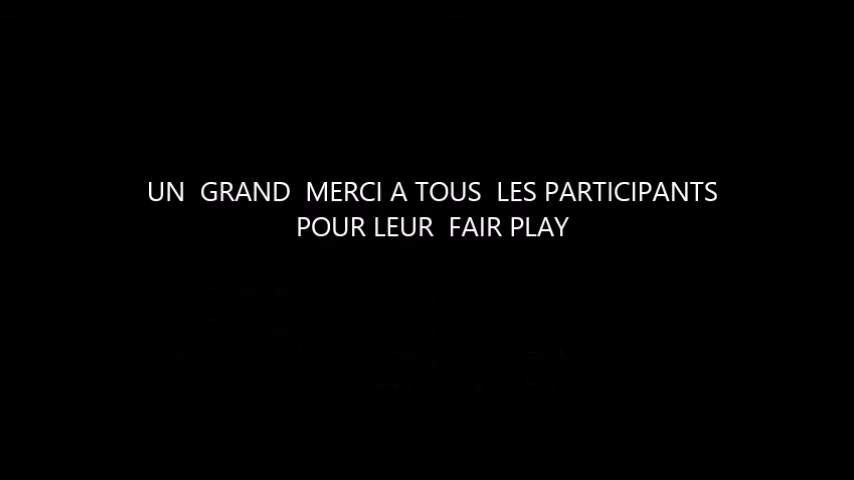 UN GRAND MERCI A TOUS LES PARTICIPANTS
POUR LEUR FAIR PLAY